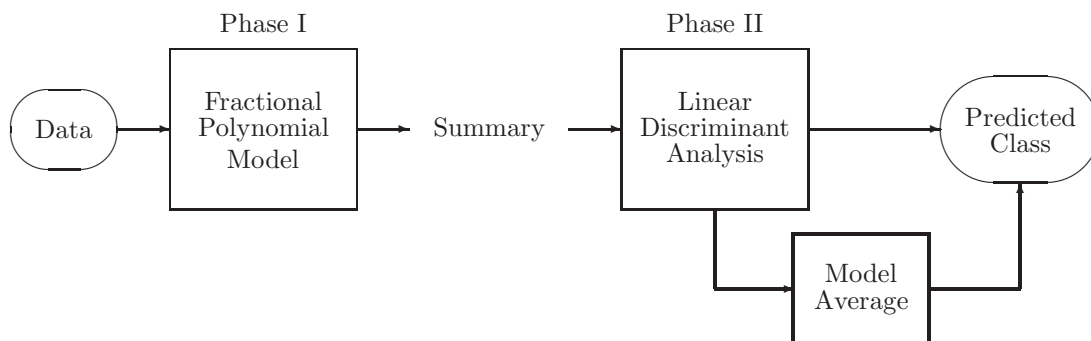 Phase I
Phase II
Data
Fractional
Polynomial
Model
Summary
Linear
Discriminant
Analysis
Predicted
Class
Model
Average